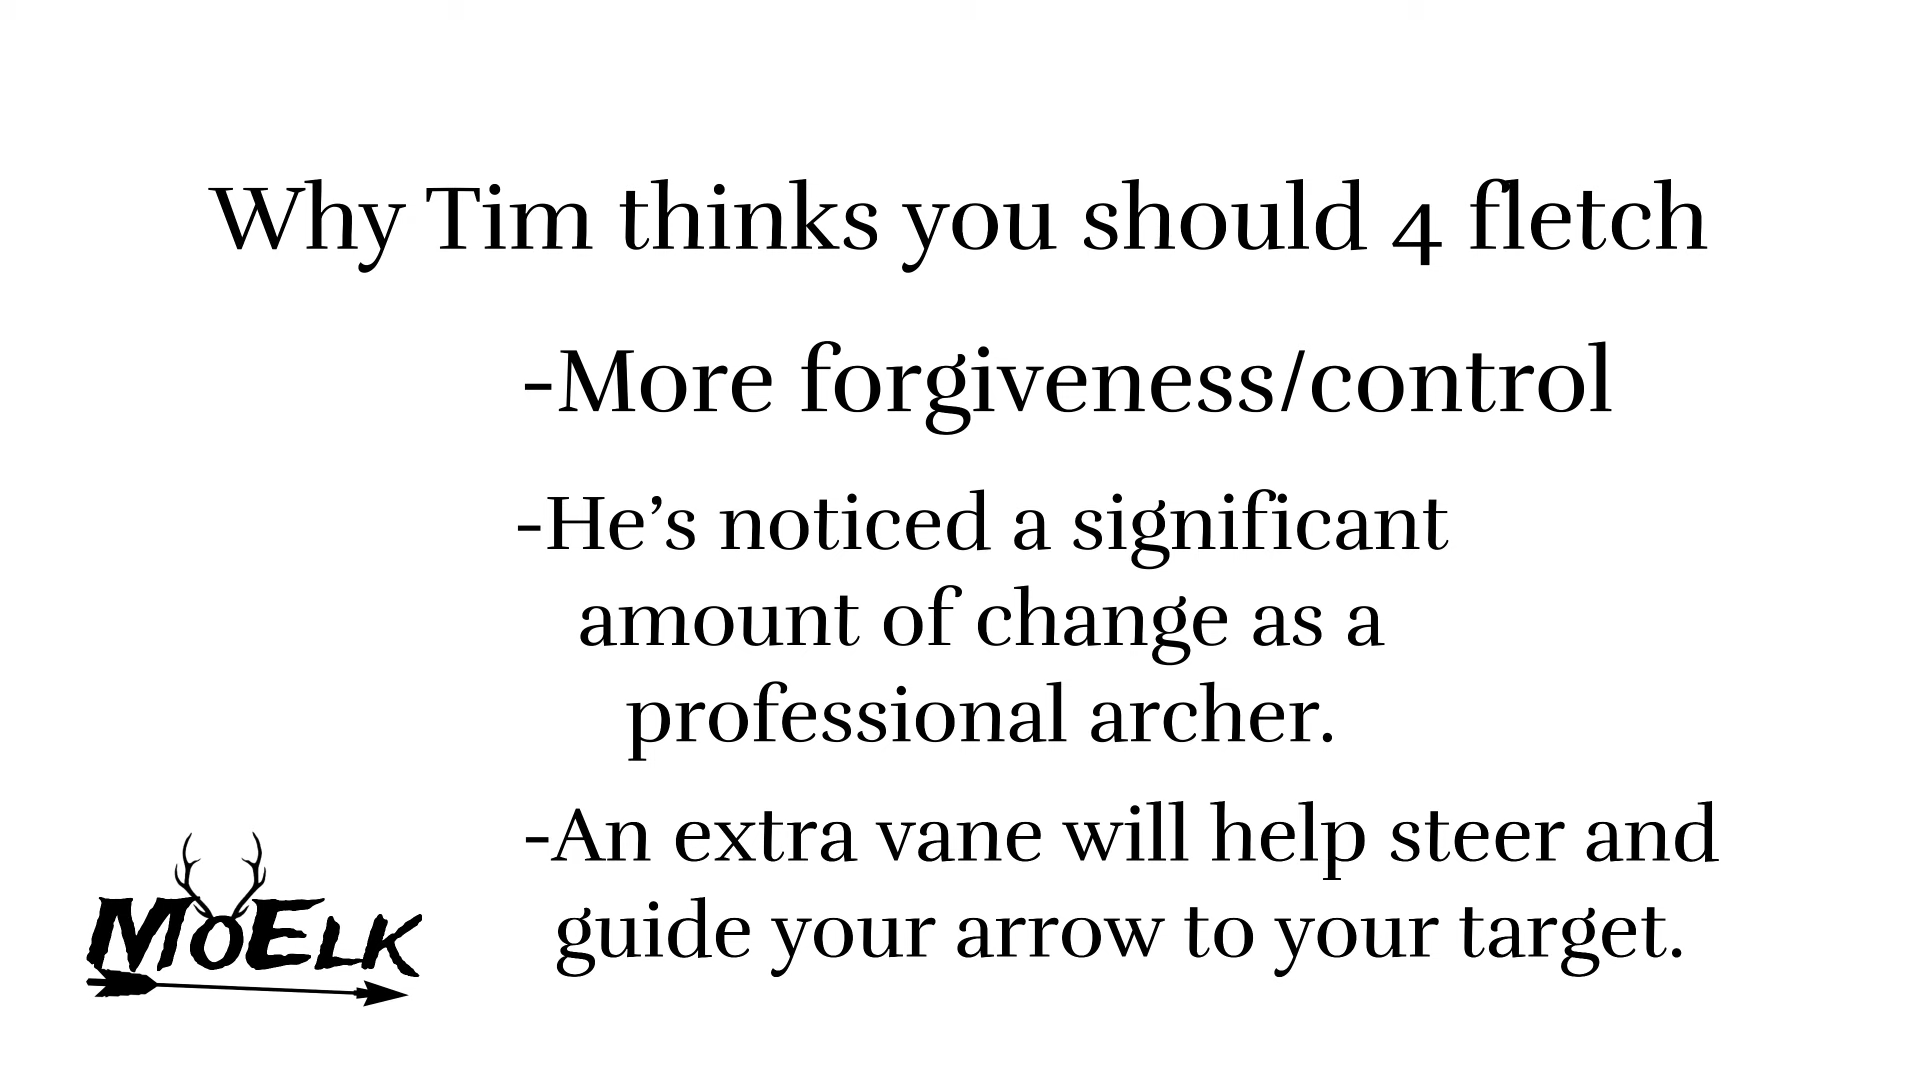 Why Tim thinks you should 4 fletch
-More forgiveness/control
-He’s noticed a significant
amount of change as a
professional archer.
-An extra vane will help steer and
guide your arrow to your target.
MoElk